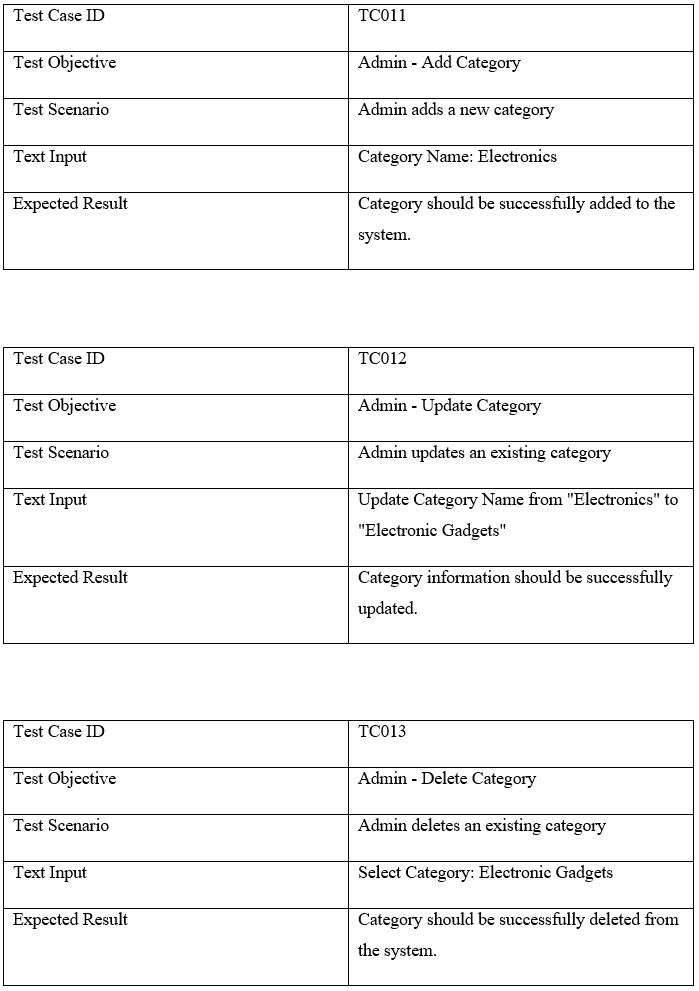 Test Case ID TC011
Test Objective Admin - Add Category
Test Scenario Admin adds a new category
Text Input Category Name: Electronics
Expected Result Category should be successfully added to the
system.
Test Case ID TC012
Test Objective Admin - Update Category
Test Scenario Admin updates an existing category
Text Input Update Category Name from "Electronics" to
"Electronic Gadgets"
Expected Result Category information should be successfully
updated.
Test Case ID TC013
Test Objective Admin - Delete Category
Test Scenario Admin deletes an existing category
Text Input Select Category: Electronic Gadgets
Expected Result Category should be successfully deleted from
the system.